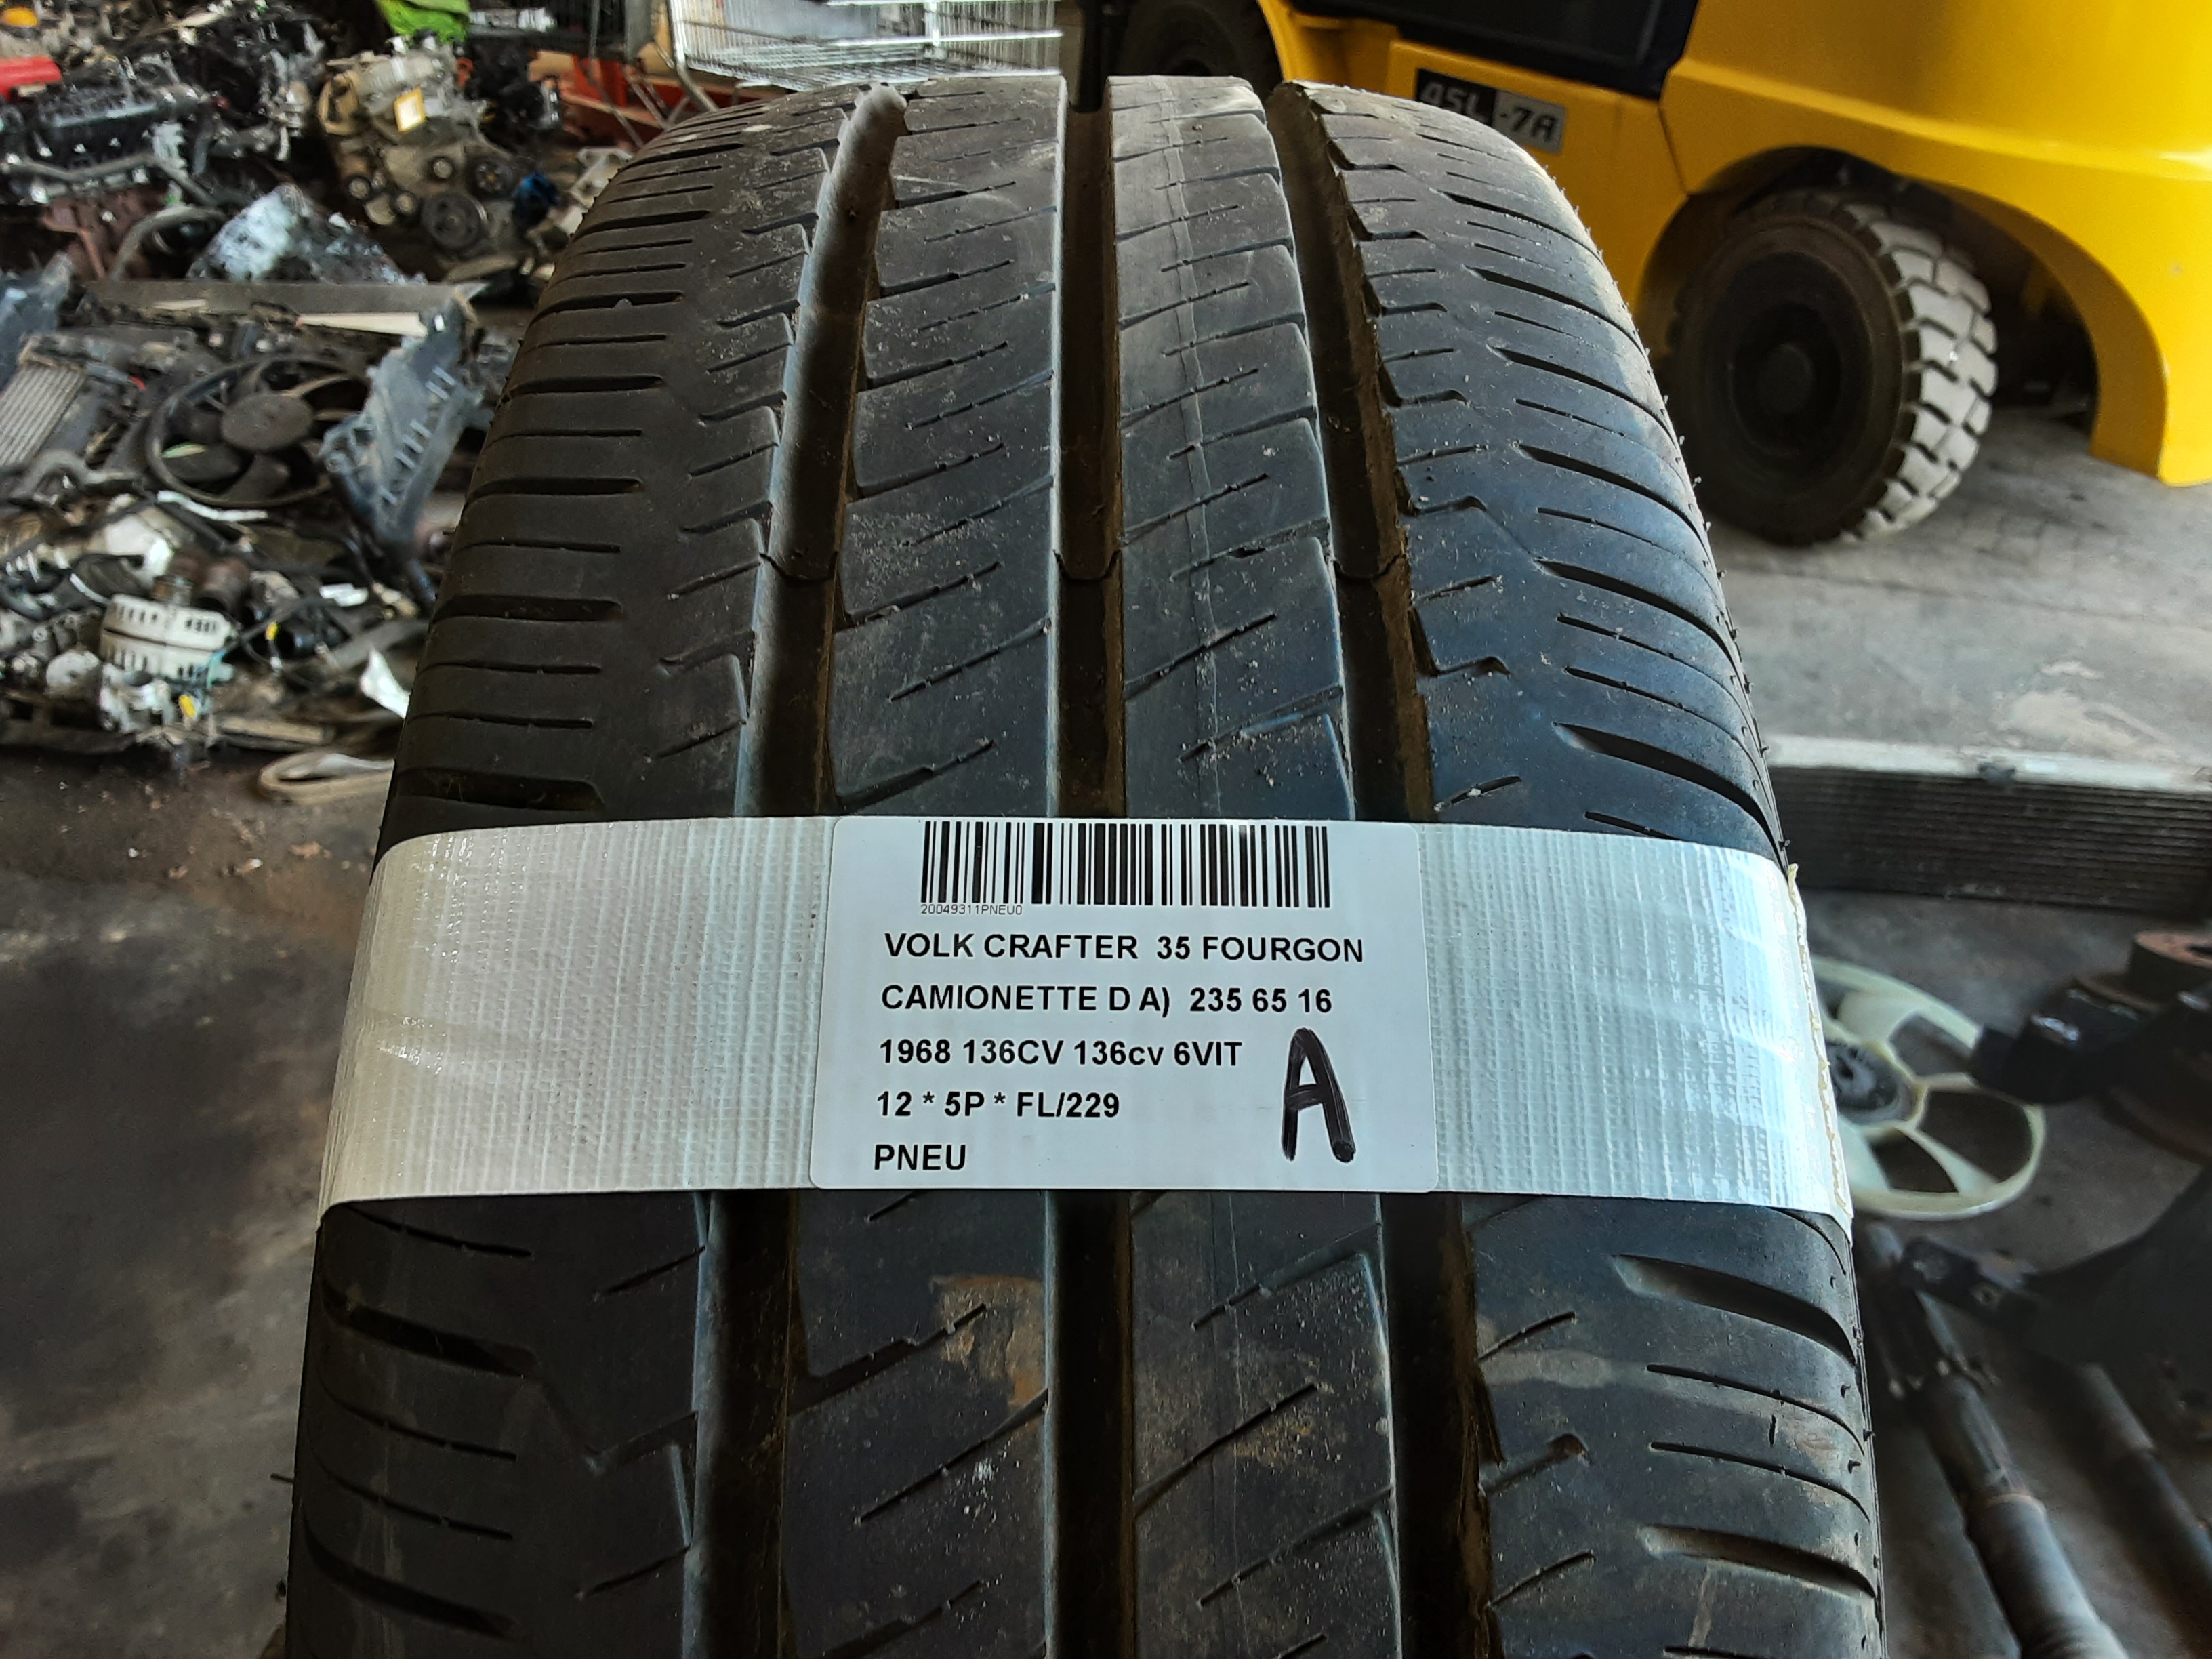 45L-7A
20049311PNEU0
VOLK CRAFTER 35 FOURGON
CAMIONETTE D A) 235 65 16
1968 136CV 136cv 6VIT
12 * 5P * FL/229
PNEU
A